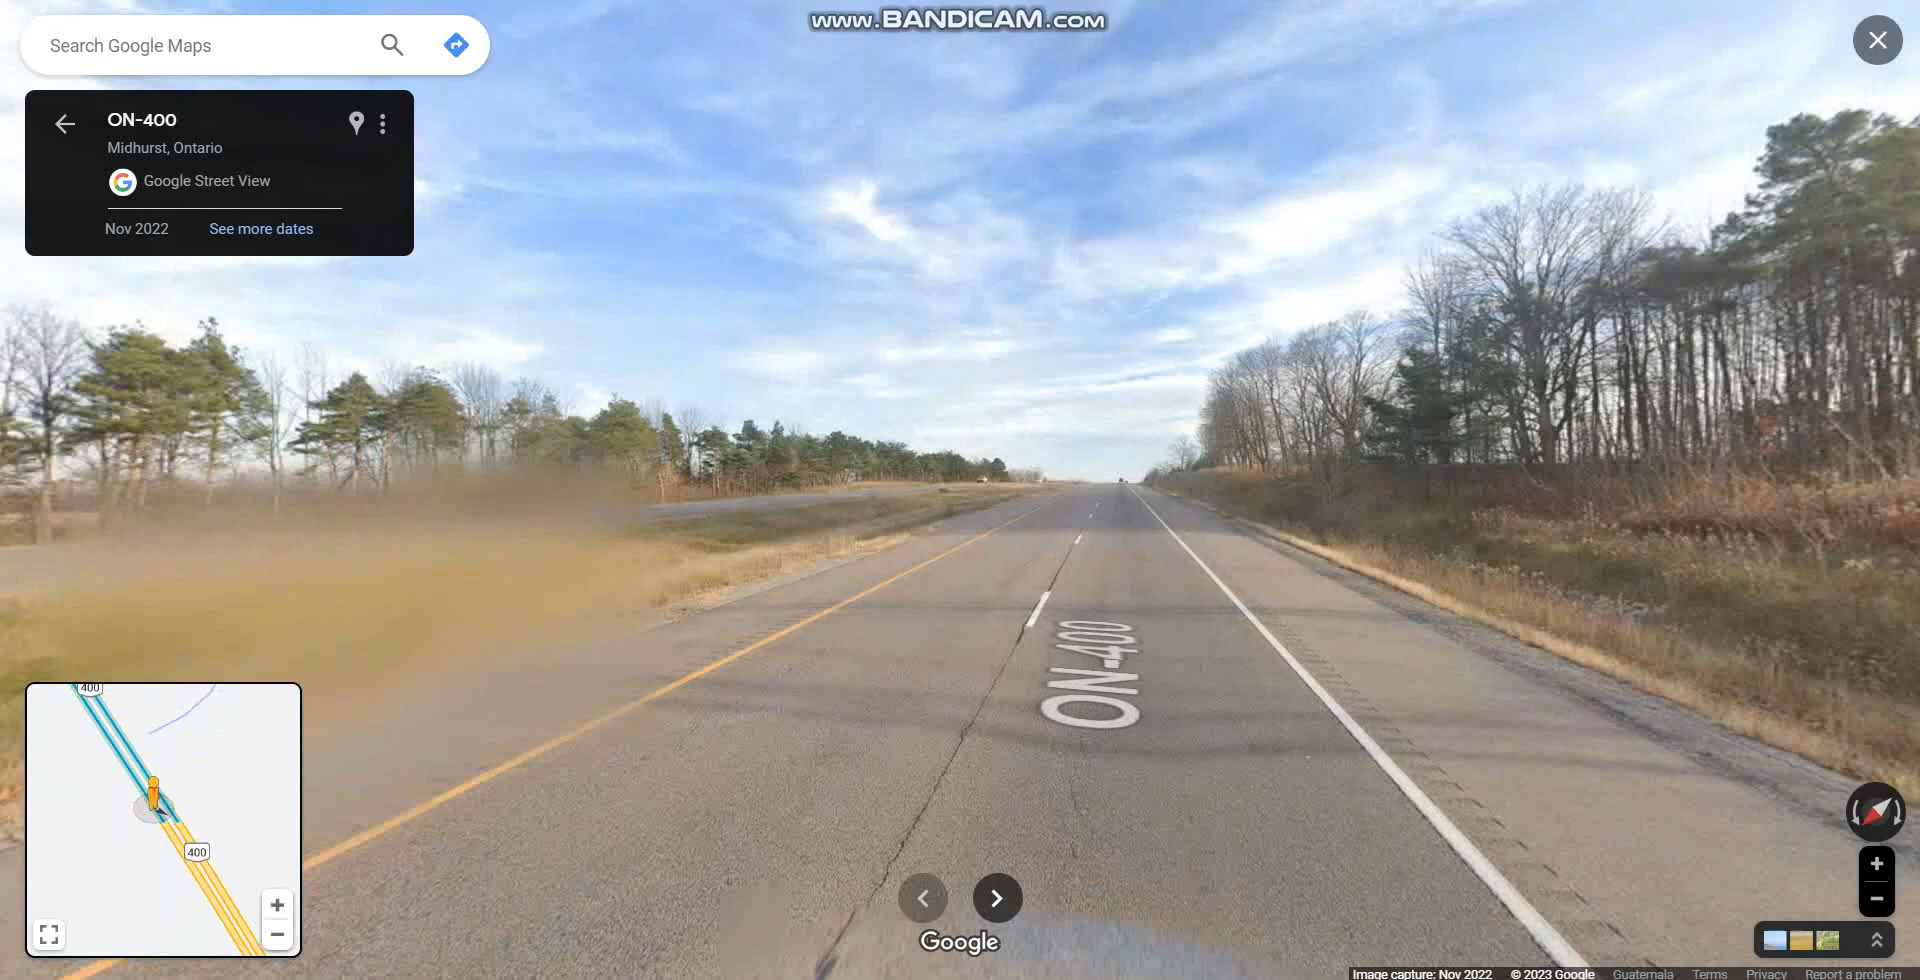 www.BANDICAM.com
Search Google Maps
ON-400
Midhurst, Ontario
Google Street View
Nov 2022
See more dates
ON-400
400
400
Google
Image capture: Nov 2022 © 2023 Google Guatemala Terms Privacy Report a problem